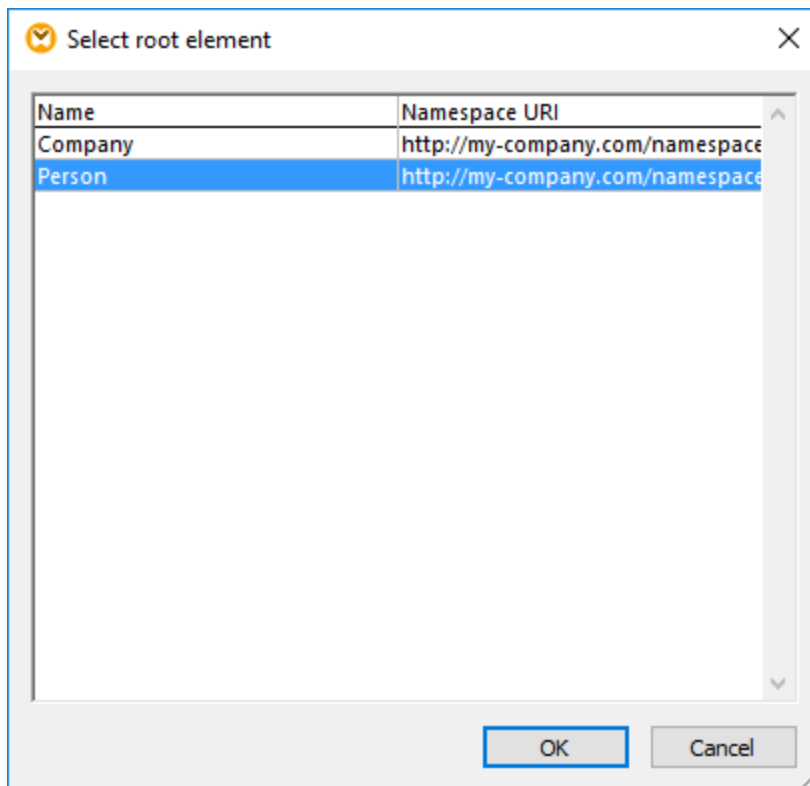 Select root element
Name Namespace URI
Company http://my-company.com/namespace
Person http://my-company.com/namespace
OK Cancel